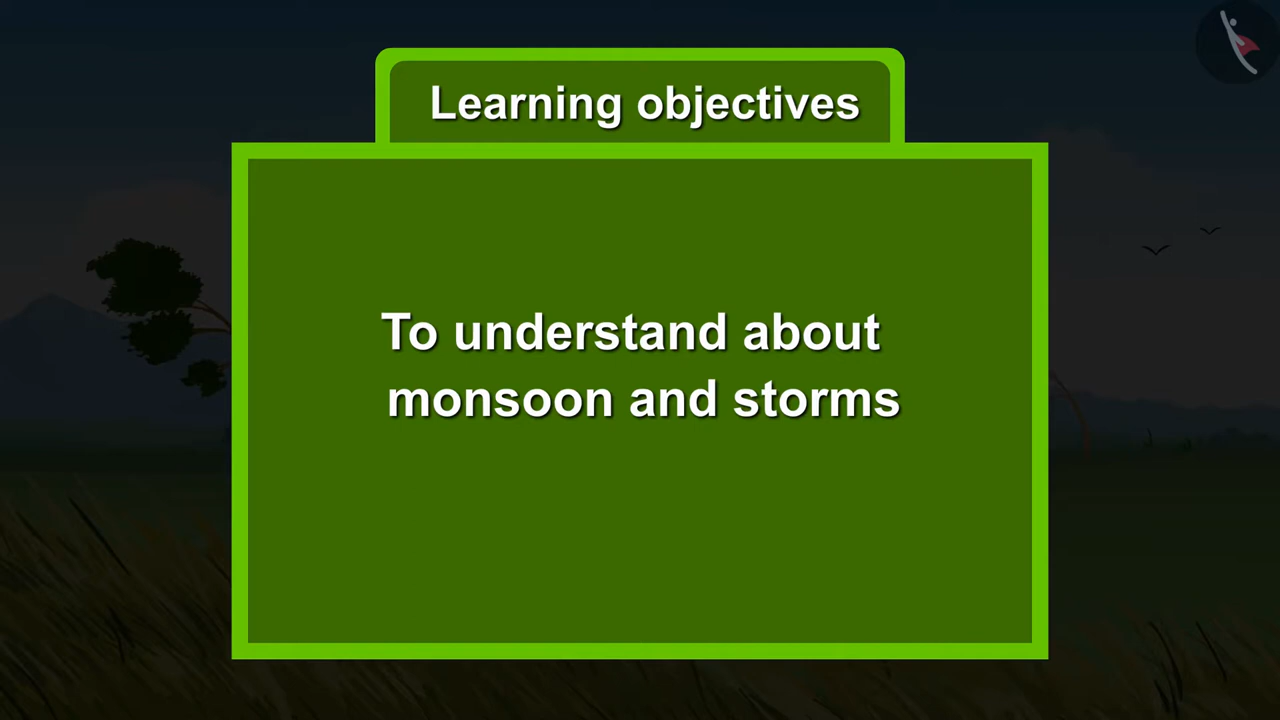 Learning objectives
To understand about
monsoon and storms